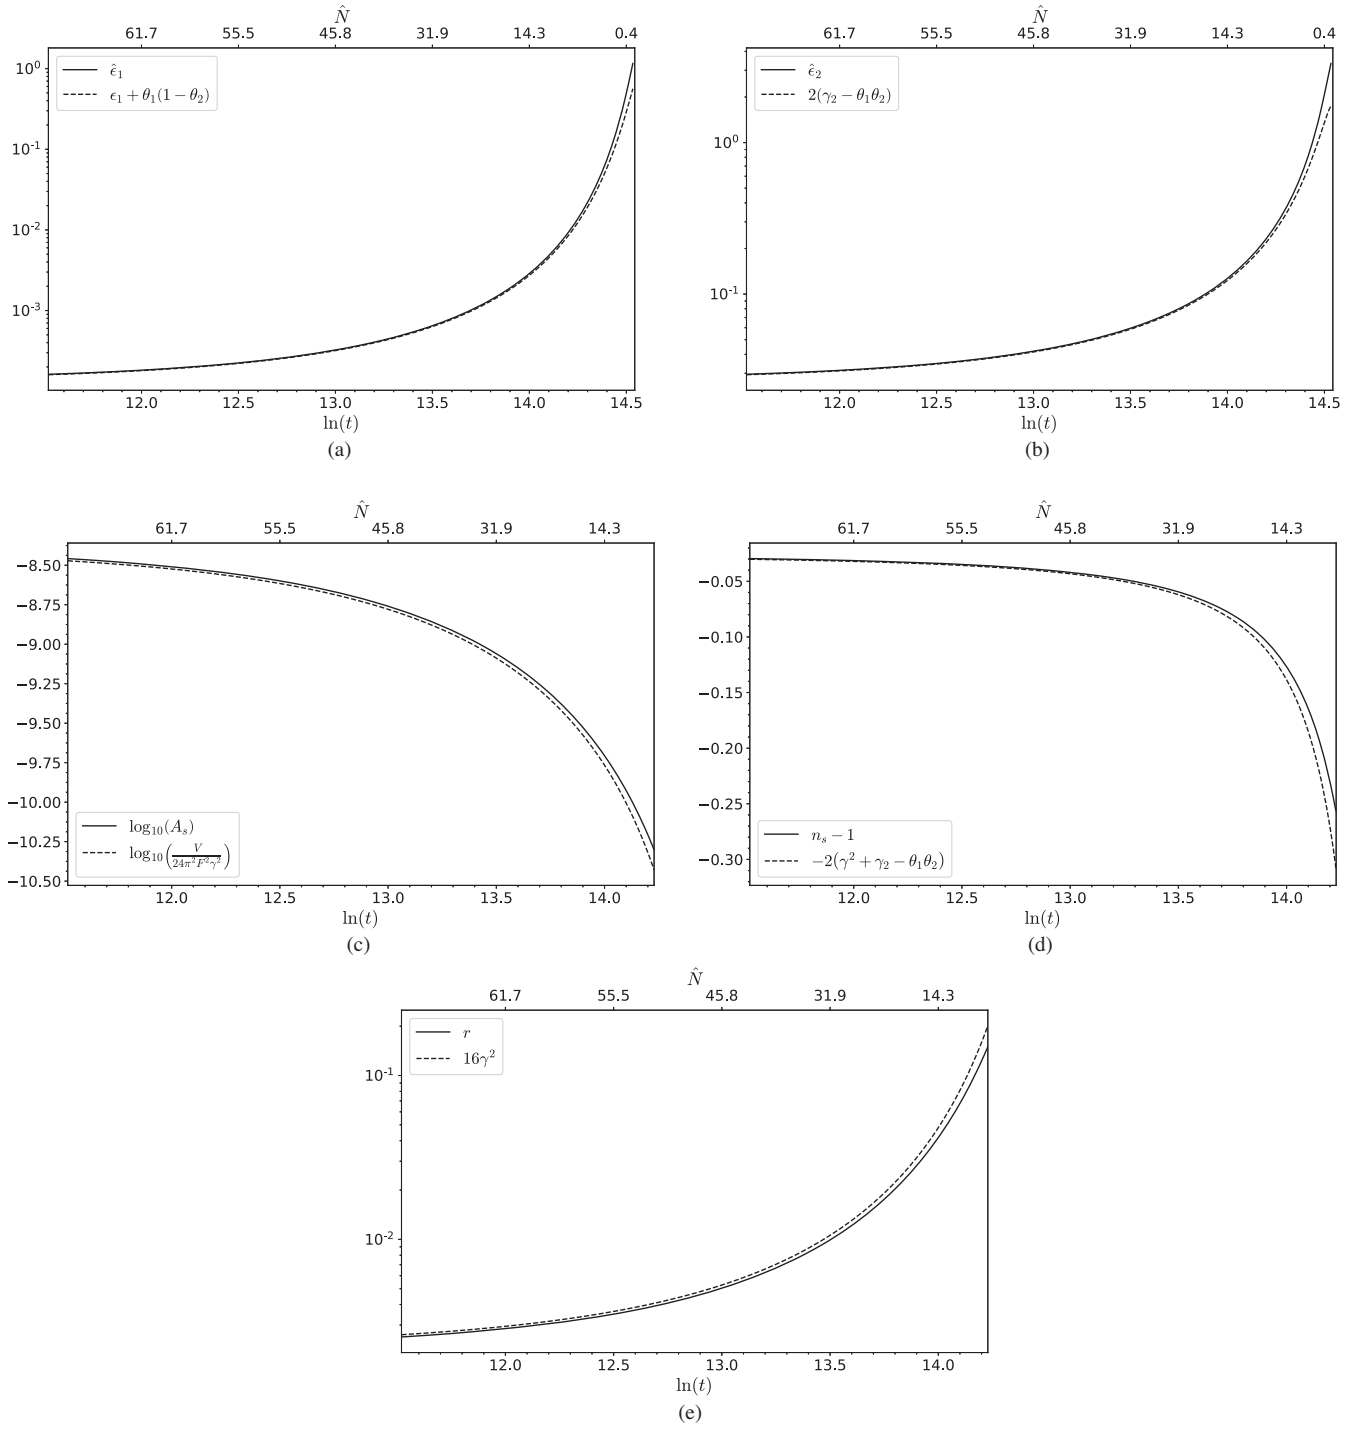 N̂
61.7 55.5 45.8 31.9 14.3 0.4
10⁰
10⁻¹
10⁻²
10⁻³
ε̂₁
ϵ₁ + θ₁(1 − θ₂)
12.0 12.5 13.0 13.5 14.0 14.5
ln(t)
(a)
N̂
61.7 55.5 45.8 31.9 14.3 0.4
10⁰
10⁻¹
ε̂₂
2(γ₂ − θ₁θ₂)
12.0 12.5 13.0 13.5 14.0 14.5
ln(t)
(b)
N̂
61.7 55.5 45.8 31.9 14.3
−8.50
−8.75
−9.00
−9.25
−9.50
−9.75
−10.00
−10.25
−10.50
log₁₀(Aₛ)
log₁₀(V / 24π²F²γ²)
12.0 12.5 13.0 13.5 14.0
ln(t)
(c)
N̂
61.7 55.5 45.8 31.9 14.3
−0.05
−0.10
−0.15
−0.20
−0.25
−0.30
nₛ − 1
−2(γ² + γ₂ − θ₁θ₂)
12.0 12.5 13.0 13.5 14.0
ln(t)
(d)
N̂
61.7 55.5 45.8 31.9 14.3
10⁻¹
10⁻²
r
16γ²
12.0 12.5 13.0 13.5 14.0
ln(t)
(e)